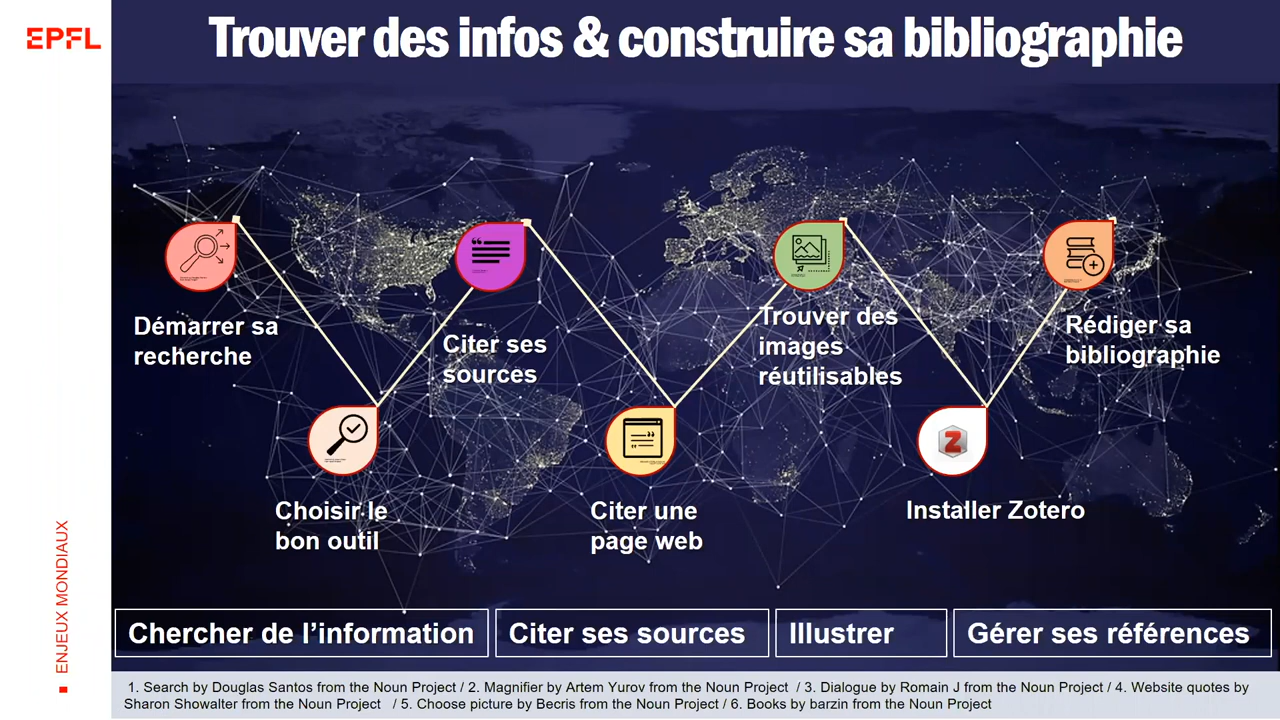 EPFL
Trouver des infos & construire sa bibliographie
Démarrer sa
recherche
Choisir le
bon outil
Citer ses
sources
Citer une
page web
Trouver des
images
réutilisables
Installer Zotero
Rédiger sa
bibliographie
Z
ENJEUX MONDIAUX
Chercher de l’information
Citer ses sources
Illustrer
Gérer ses références
1. Search by Douglas Santos from the Noun Project / 2. Magnifier by Artem Yurov from the Noun Project / 3. Dialogue by Romain J from the Noun Project / 4. Website quotes by
Sharon Showalter from the Noun Project / 5. Choose picture by Becris from the Noun Project / 6. Books by barzin from the Noun Project